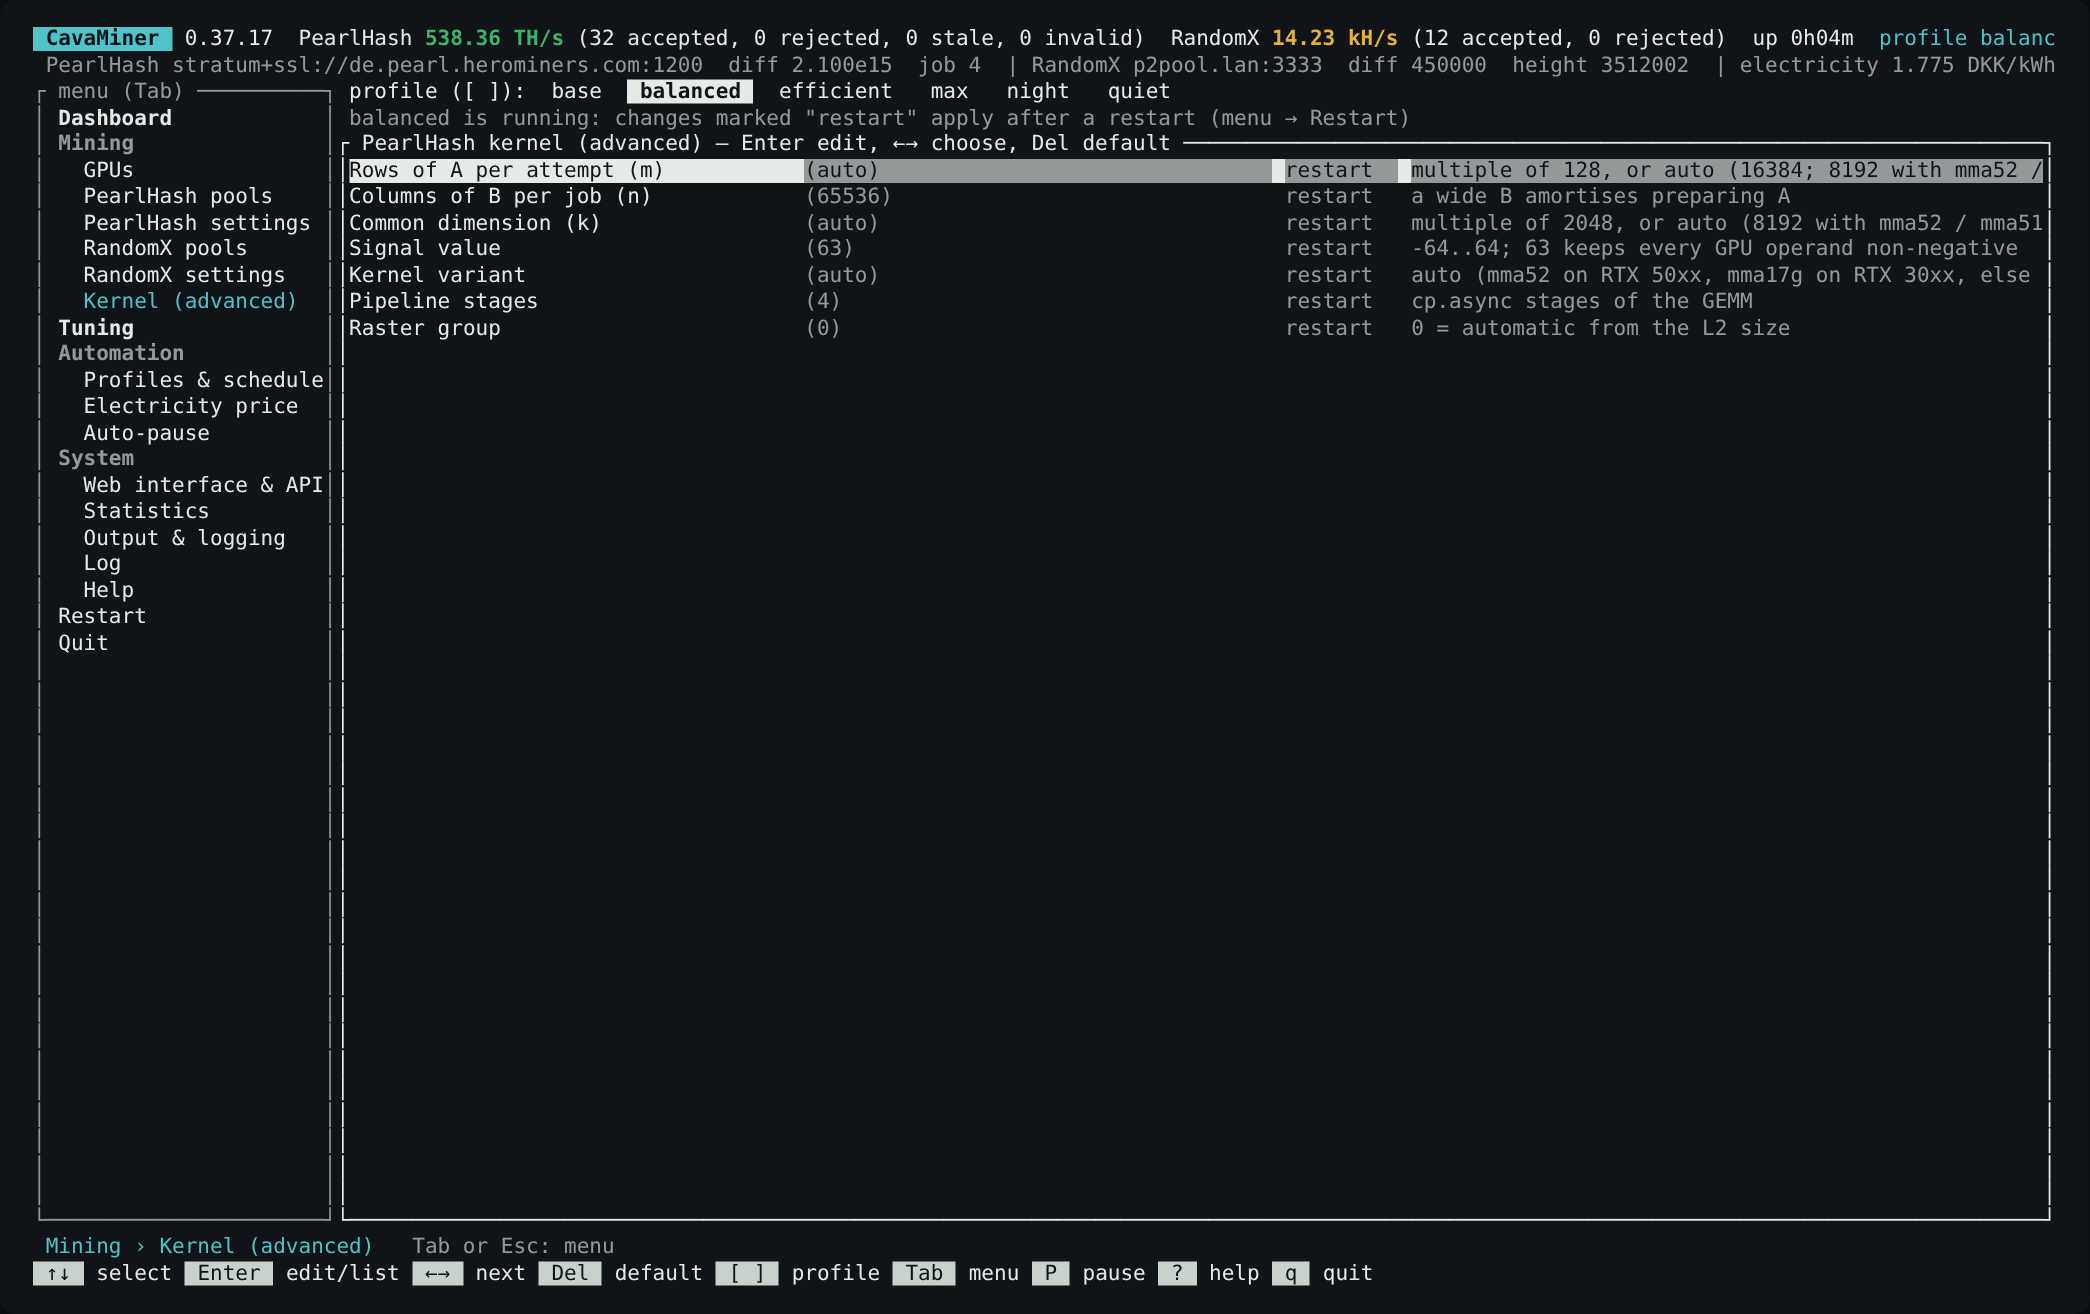 CavaMiner 0.37.17 PearlHash 538.36 TH/s (32 accepted, 0 rejected, 0 stale, 0 invalid) RandomX 14.23 kH/s (12 accepted, 0 rejected) up 0h04m profile balanc
PearlHash stratum+ssl://de.pearl.herominers.com:1200 diff 2.100e15 job 4 | RandomX p2pool.lan:3333 diff 450000 height 3512002 | electricity 1.775 DKK/kWh
menu (Tab)
Dashboard
Mining
GPUs
PearlHash pools
PearlHash settings
RandomX pools
RandomX settings
Kernel (advanced)
Tuning
Automation
Profiles & schedule
Electricity price
Auto-pause
System
Web interface & API
Statistics
Output & logging
Log
Help
Restart
Quit
profile ([ ]): base balanced efficient max night quiet
balanced is running: changes marked "restart" apply after a restart (menu → Restart)
PearlHash kernel (advanced) — Enter edit, ←→ choose, Del default
Rows of A per attempt (m) (auto) restart multiple of 128, or auto (16384; 8192 with mma52 /
Columns of B per job (n) (65536) restart a wide B amortises preparing A
Common dimension (k) (auto) restart multiple of 2048, or auto (8192 with mma52 / mma51
Signal value (63) restart -64..64; 63 keeps every GPU operand non-negative
Kernel variant (auto) restart auto (mma52 on RTX 50xx, mma17g on RTX 30xx, else
Pipeline stages (4) restart cp.async stages of the GEMM
Raster group (0) restart 0 = automatic from the L2 size
Mining › Kernel (advanced) Tab or Esc: menu
↑↓ select Enter edit/list ←→ next Del default [ ] profile Tab menu P pause ? help q quit